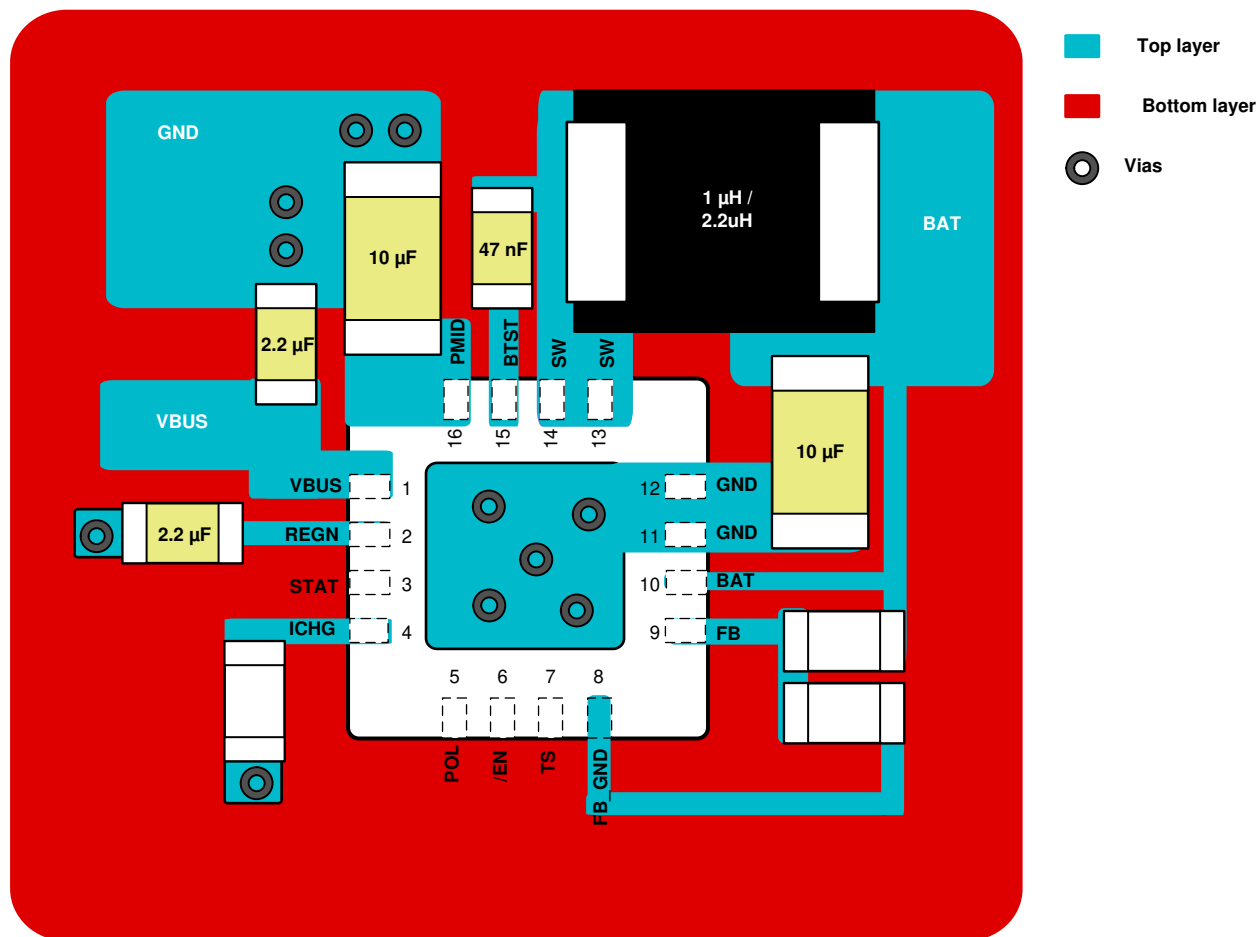 Top layer
Bottom layer
Vias
GND
1 µH /
2.2uH
BAT
47 nF
10 µF
2.2 µF
PMID
BTST
SW
SW
VBUS
16
15
14
13
10 µF
VBUS
1
12
GND
2.2 µF
REGN
2
11
GND
STAT
3
10
BAT
ICHG
4
9
FB
5
6
7
8
POL
/EN
TS
FB_GND